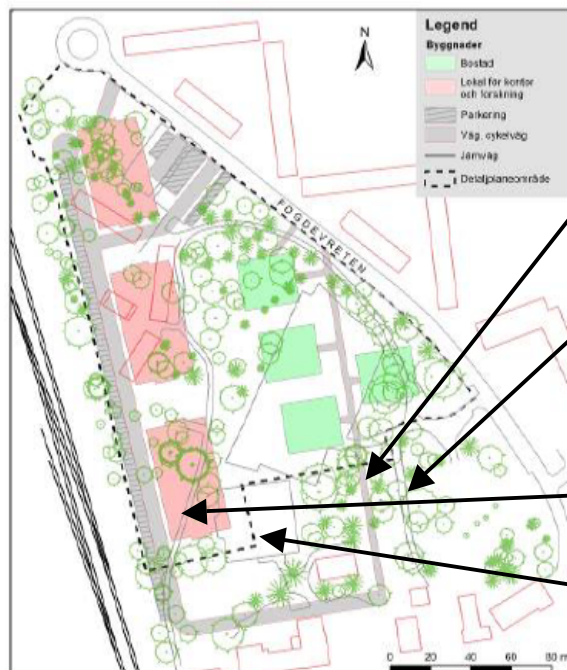 N
Legend
Byggnader
Bostad
Lokal för kontor
och forskning
Parkering
Väg, cykelväg
Järnväg
Detaljplaneområde
FOGDEVRETEN
0 20 40 60 80 m